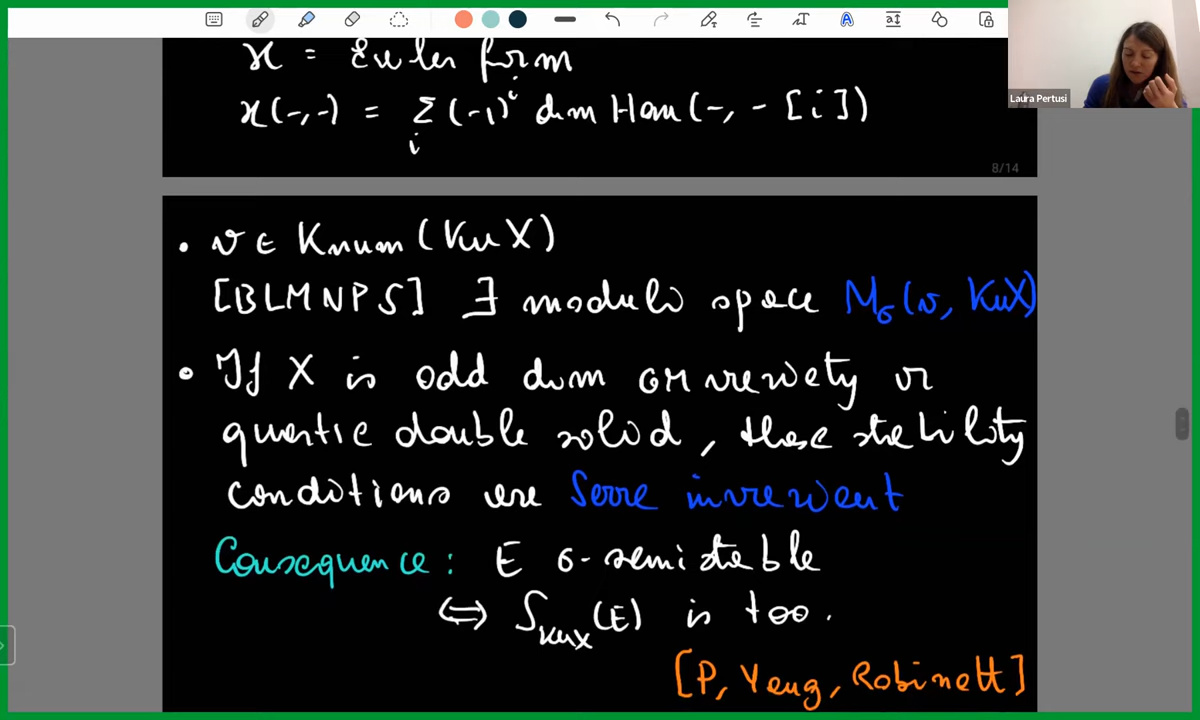 χ = Euler form
χ(-,-) = Σ (-1)^i dim Hom(-, -[i])
i
8/14
Laura Pertusi
• v ∈ Knum (Ku X)
[BLMNPS] ∃ moduli space Mσ(v, KuX)
• If X is odd dim GM variety or
quartic double solid, these stability
conditions are Serre invariant
Consequence: E σ-semistable
⟺ S_KuX (E) is too.
[P, Yang, Robinett]